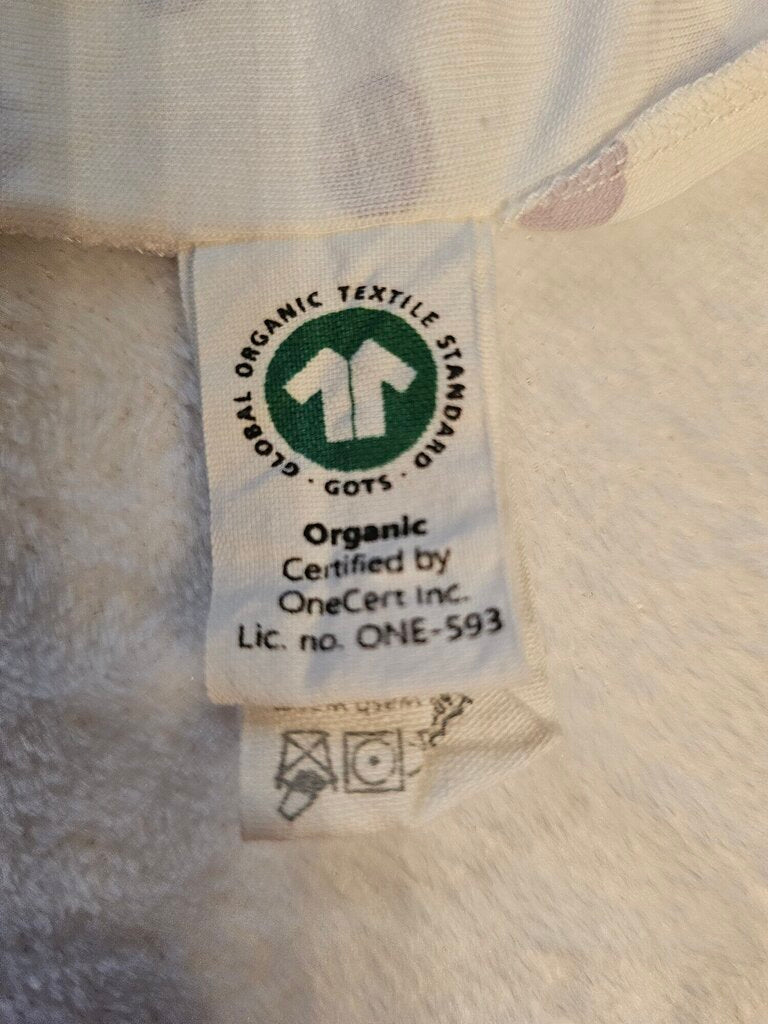 GLOBAL ORGANIC TEXTILE STANDARD
· GOTS ·
Organic
Certified by
OneCert Inc.
Lic. no. ONE-593